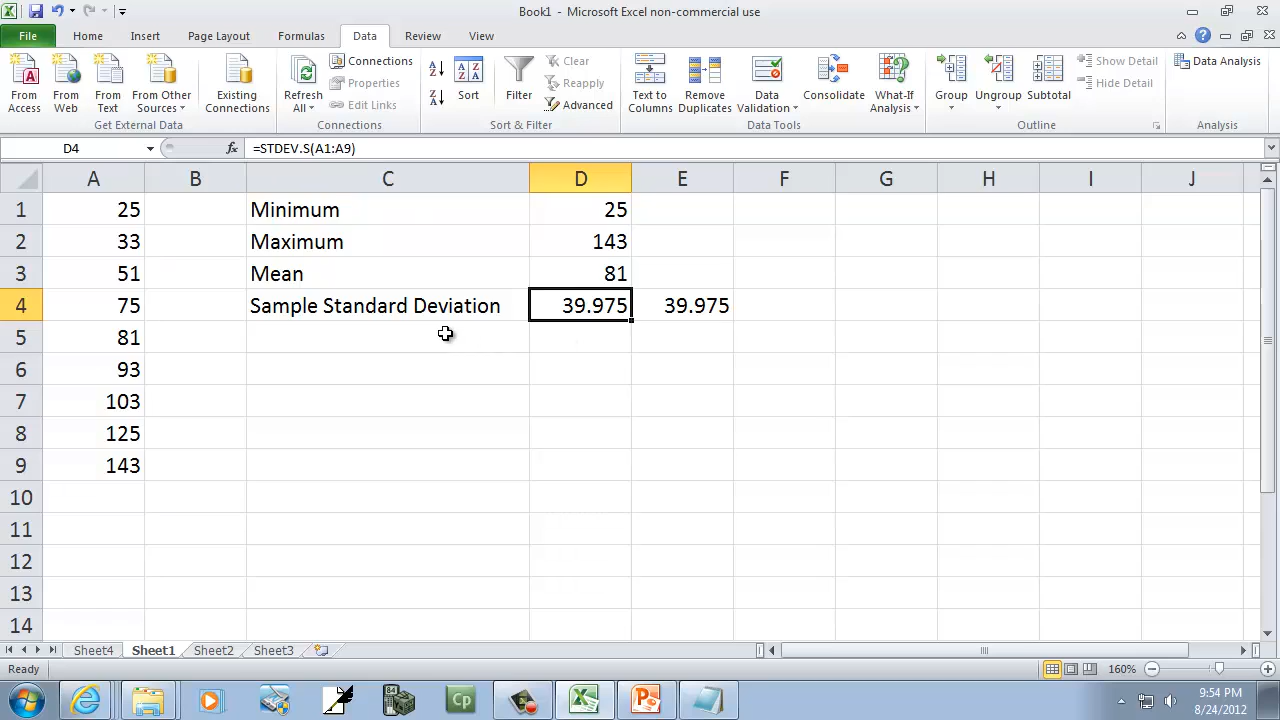 Book1 - Microsoft Excel non-commercial use
File Home Insert Page Layout Formulas Data Review View
From Access
From Web
From Text
From Other Sources
Existing Connections
Get External Data
Refresh All
Connections
Properties
Edit Links
Connections
Sort
Filter
Clear
Reapply
Advanced
Sort & Filter
Text to Columns
Remove Duplicates
Data Validation
Consolidate
What-If Analysis
Data Tools
Group
Ungroup
Subtotal
Show Detail
Hide Detail
Outline
Data Analysis
Analysis
D4 fx =STDEV.S(A1:A9)
A B C D E F G H I J
1 25 Minimum 25
2 33 Maximum 143
3 51 Mean 81
4 75 Sample Standard Deviation 39.975 39.975
5 81
6 93
7 103
8 125
9 143
10
11
12
13
14
Sheet4 Sheet1 Sheet2 Sheet3
Ready 160%
84
Cp
9:54 PM
8/24/2012